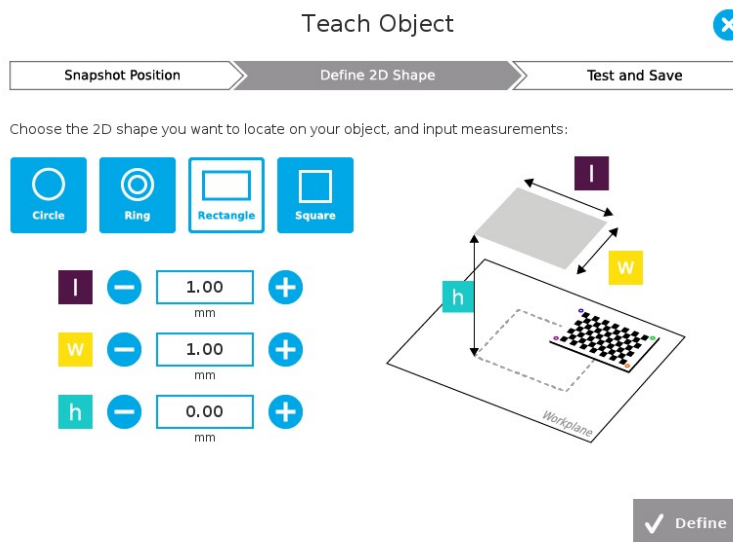 Teach Object
Snapshot Position
Define 2D Shape
Test and Save
Choose the 2D shape you want to locate on your object, and input measurements:
Circle
Ring
Rectangle
Square
l
1.00
mm
w
1.00
mm
h
0.00
mm
l
w
h
Workplane
Define